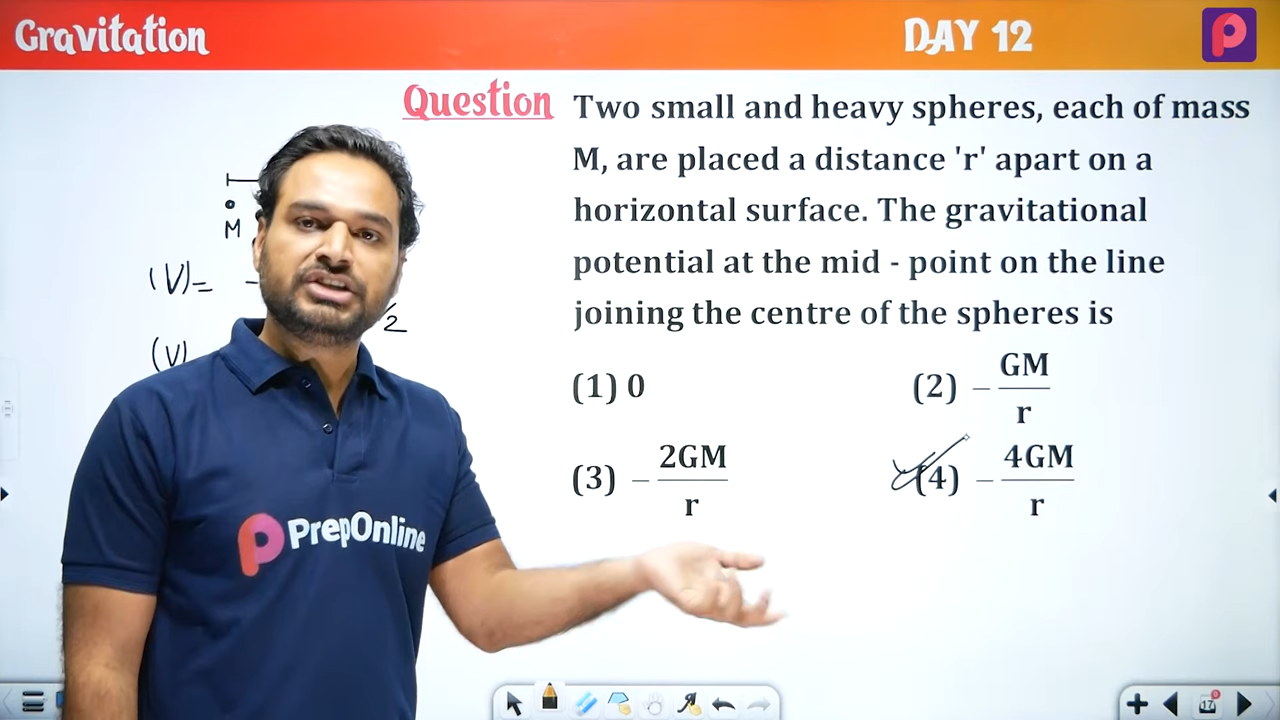 Gravitation
DAY 12
Question
Two small and heavy spheres, each of mass
M, are placed a distance 'r' apart on a
horizontal surface. The gravitational
potential at the mid - point on the line
joining the centre of the spheres is
(1) 0
(2) – GM
r
(3) – 2GM
r
(4) – 4GM
r
M
(V)= -
2
(V)
PrepOnline
17